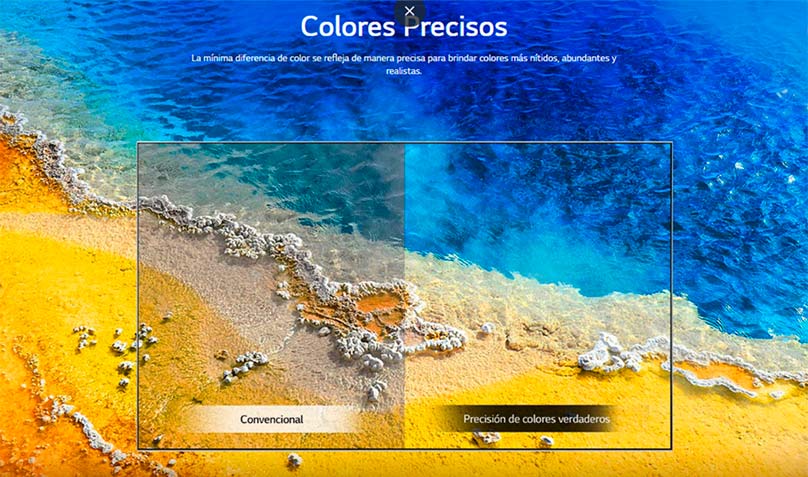 Colores Precisos
La mínima diferencia de color se refleja de manera precisa para brindar colores más nítidos, abundantes y
realistas.
Convencional
Precisión de colores verdaderos